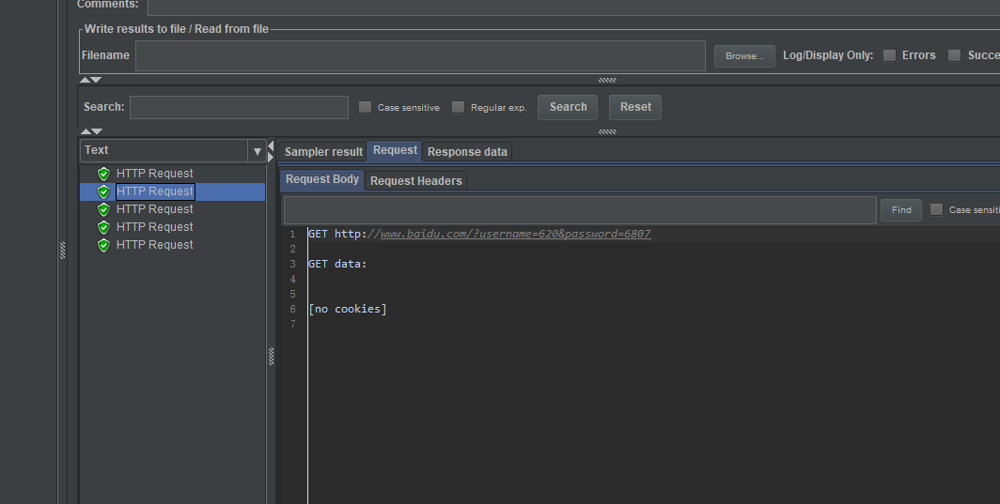 Comments:
Write results to file / Read from file
Filename
Browse...
Log/Display Only:
Errors
Search:
Case sensitive
Regular exp.
Search
Reset
Text
Sampler result
Request
Response data
HTTP Request
HTTP Request
HTTP Request
HTTP Request
HTTP Request
Request Body
Request Headers
Find
1 GET http://www.baidu.com/?username=620&password=6807
2
3 GET data:
4
5
6 [no cookies]
7